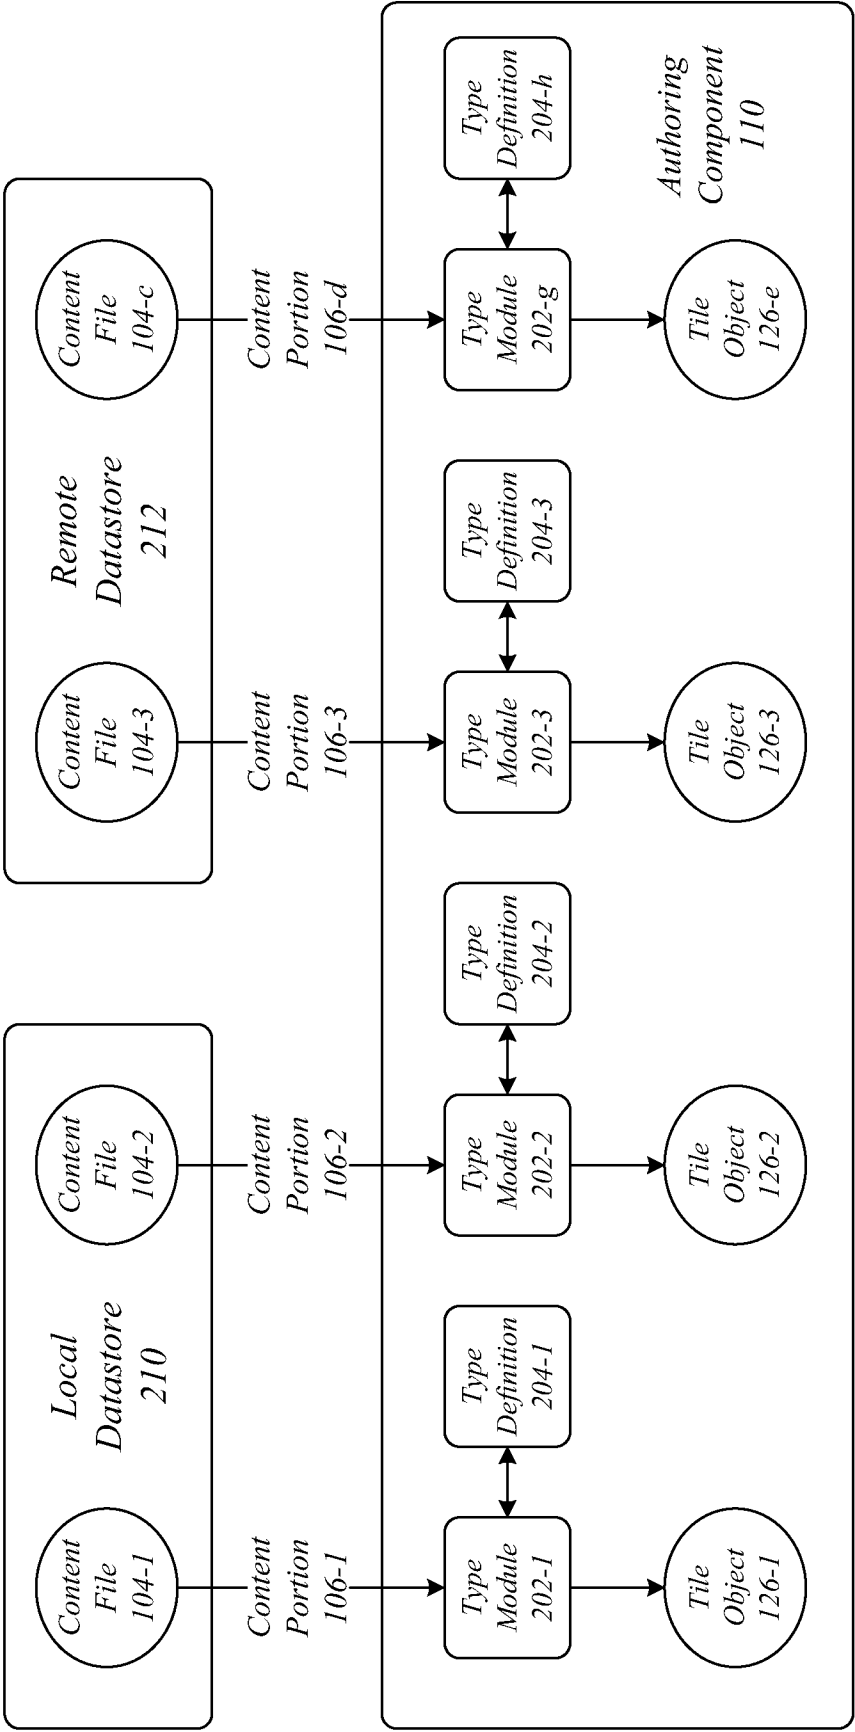 Local
Datastore
210
Content
File
104-1
Content
File
104-2
Remote
Datastore
212
Content
File
104-3
Content
File
104-c
Content
Portion
106-1
Content
Portion
106-2
Content
Portion
106-3
Content
Portion
106-d
Type
Module
202-1
Type
Definition
204-1
Type
Module
202-2
Type
Definition
204-2
Type
Module
202-3
Type
Definition
204-3
Type
Module
202-g
Type
Definition
204-h
Tile
Object
126-1
Tile
Object
126-2
Tile
Object
126-3
Tile
Object
126-e
Authoring
Component
110